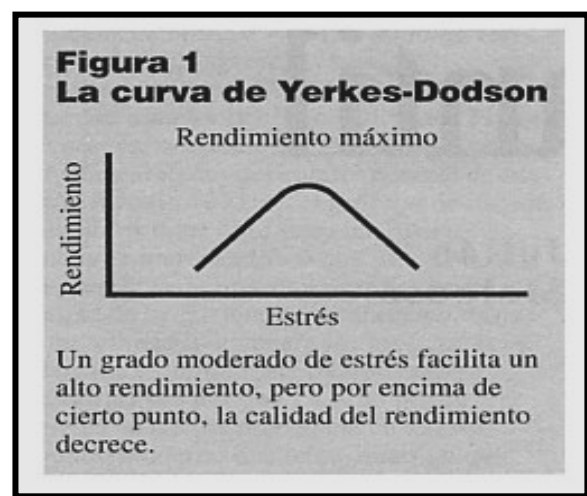 Figura 1
La curva de Yerkes-Dodson
Rendimiento máximo
Rendimiento
Estrés
Un grado moderado de estrés facilita un
alto rendimiento, pero por encima de
cierto punto, la calidad del rendimiento
decrece.